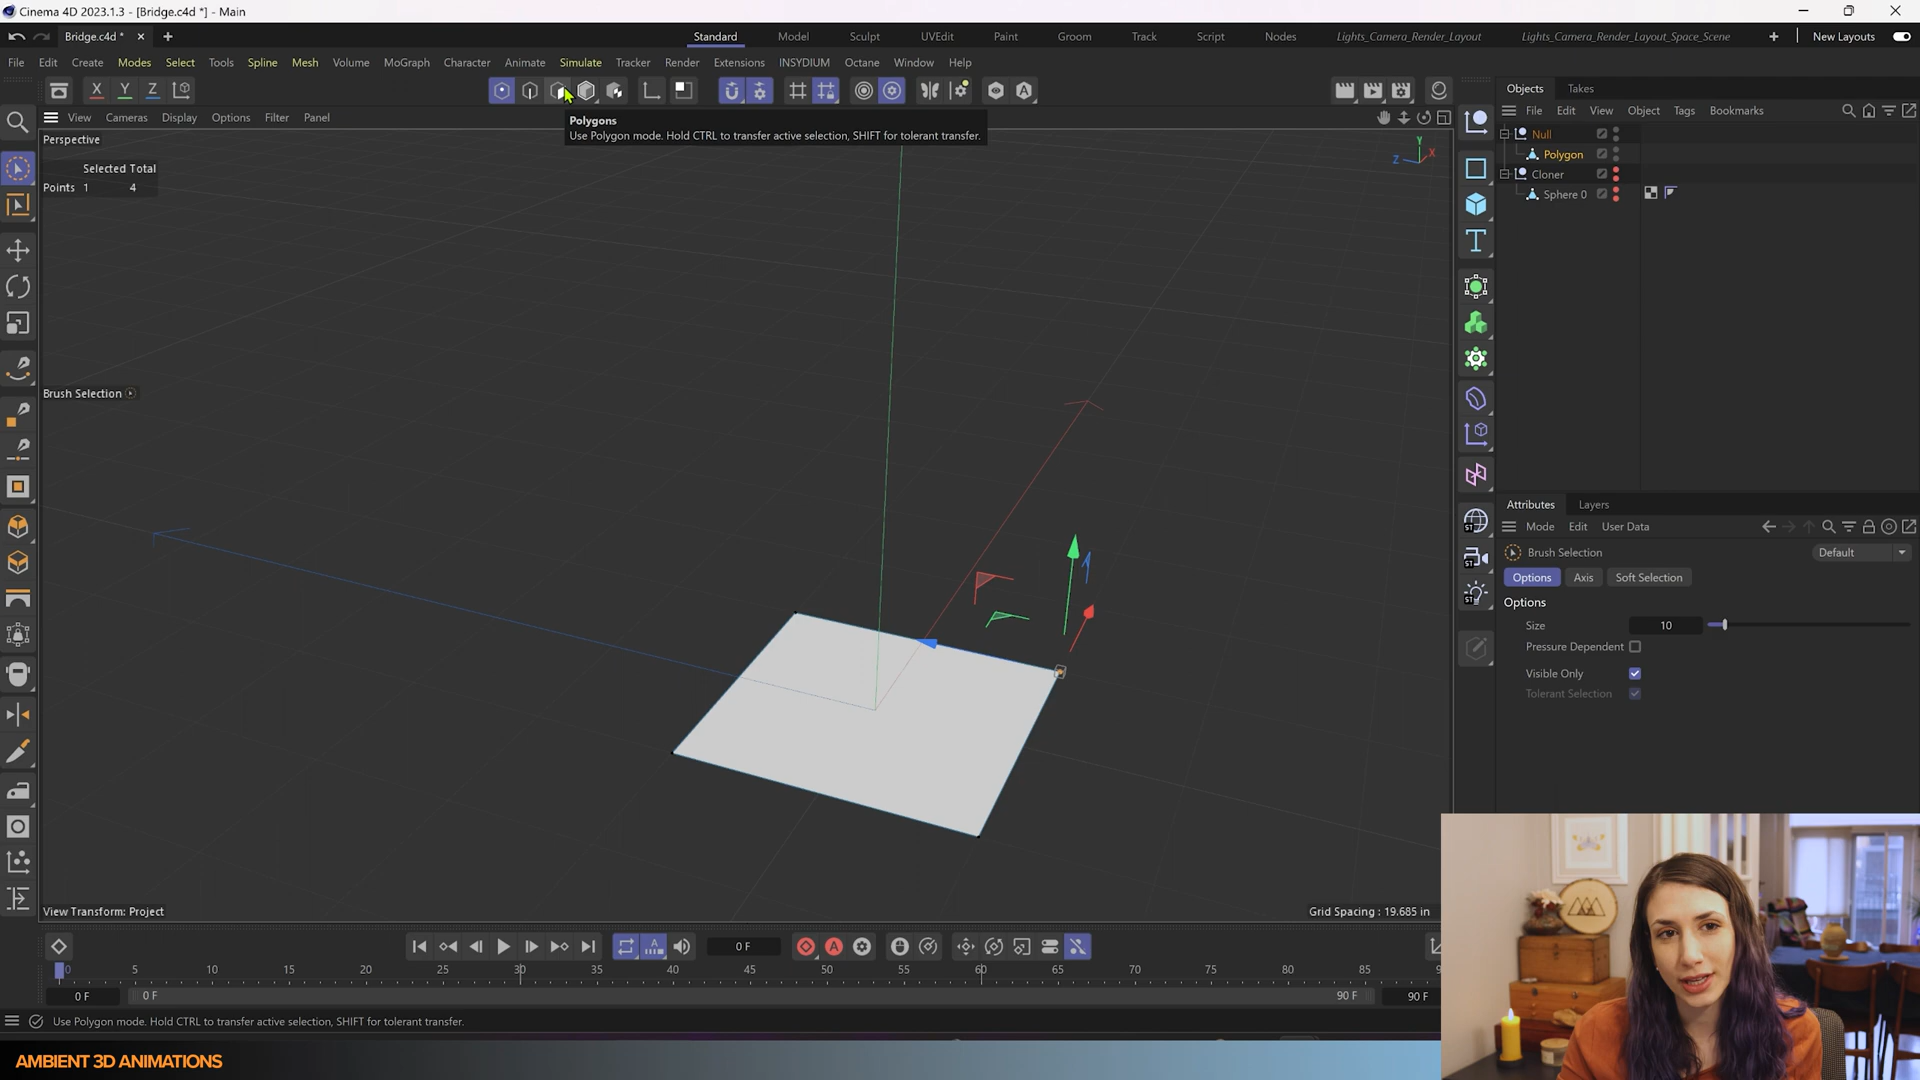 Cinema 4D 2023.1.3 - [Bridge.c4d *] - Main
Bridge.c4d *
Standard Model Sculpt UVEdit Paint Groom Track Script Nodes Lights_Camera_Render_Layout Lights_Camera_Render_Layout_Space_Scene New Layouts
File Edit Create Modes Select Tools Spline Mesh Volume MoGraph Character Animate Simulate Tracker Render Extensions INSYDIUM Octane Window Help
X Y Z
Objects Takes
View Cameras Display Options Filter Panel
File Edit View Object Tags Bookmarks
Polygons
Use Polygon mode. Hold CTRL to transfer active selection, SHIFT for tolerant transfer.
Perspective
Null
Polygon
Cloner
Sphere 0
Y
X
Z
Selected Total
Points 1 4
Brush Selection
Attributes Layers
Mode Edit User Data
Brush Selection Default
Options Axis Soft Selection
Options
Size 10
Pressure Dependent
Visible Only
Tolerant Selection
ST
ST
ST
View Transform: Project Grid Spacing : 19.685 in
0 F
0 5 10 15 20 25 30 35 40 45 50 55 60 65 70 75 80 85 9
0 F 0 F 90 F 90 F
Use Polygon mode. Hold CTRL to transfer active selection, SHIFT for tolerant transfer.
AMBIENT 3D ANIMATIONS